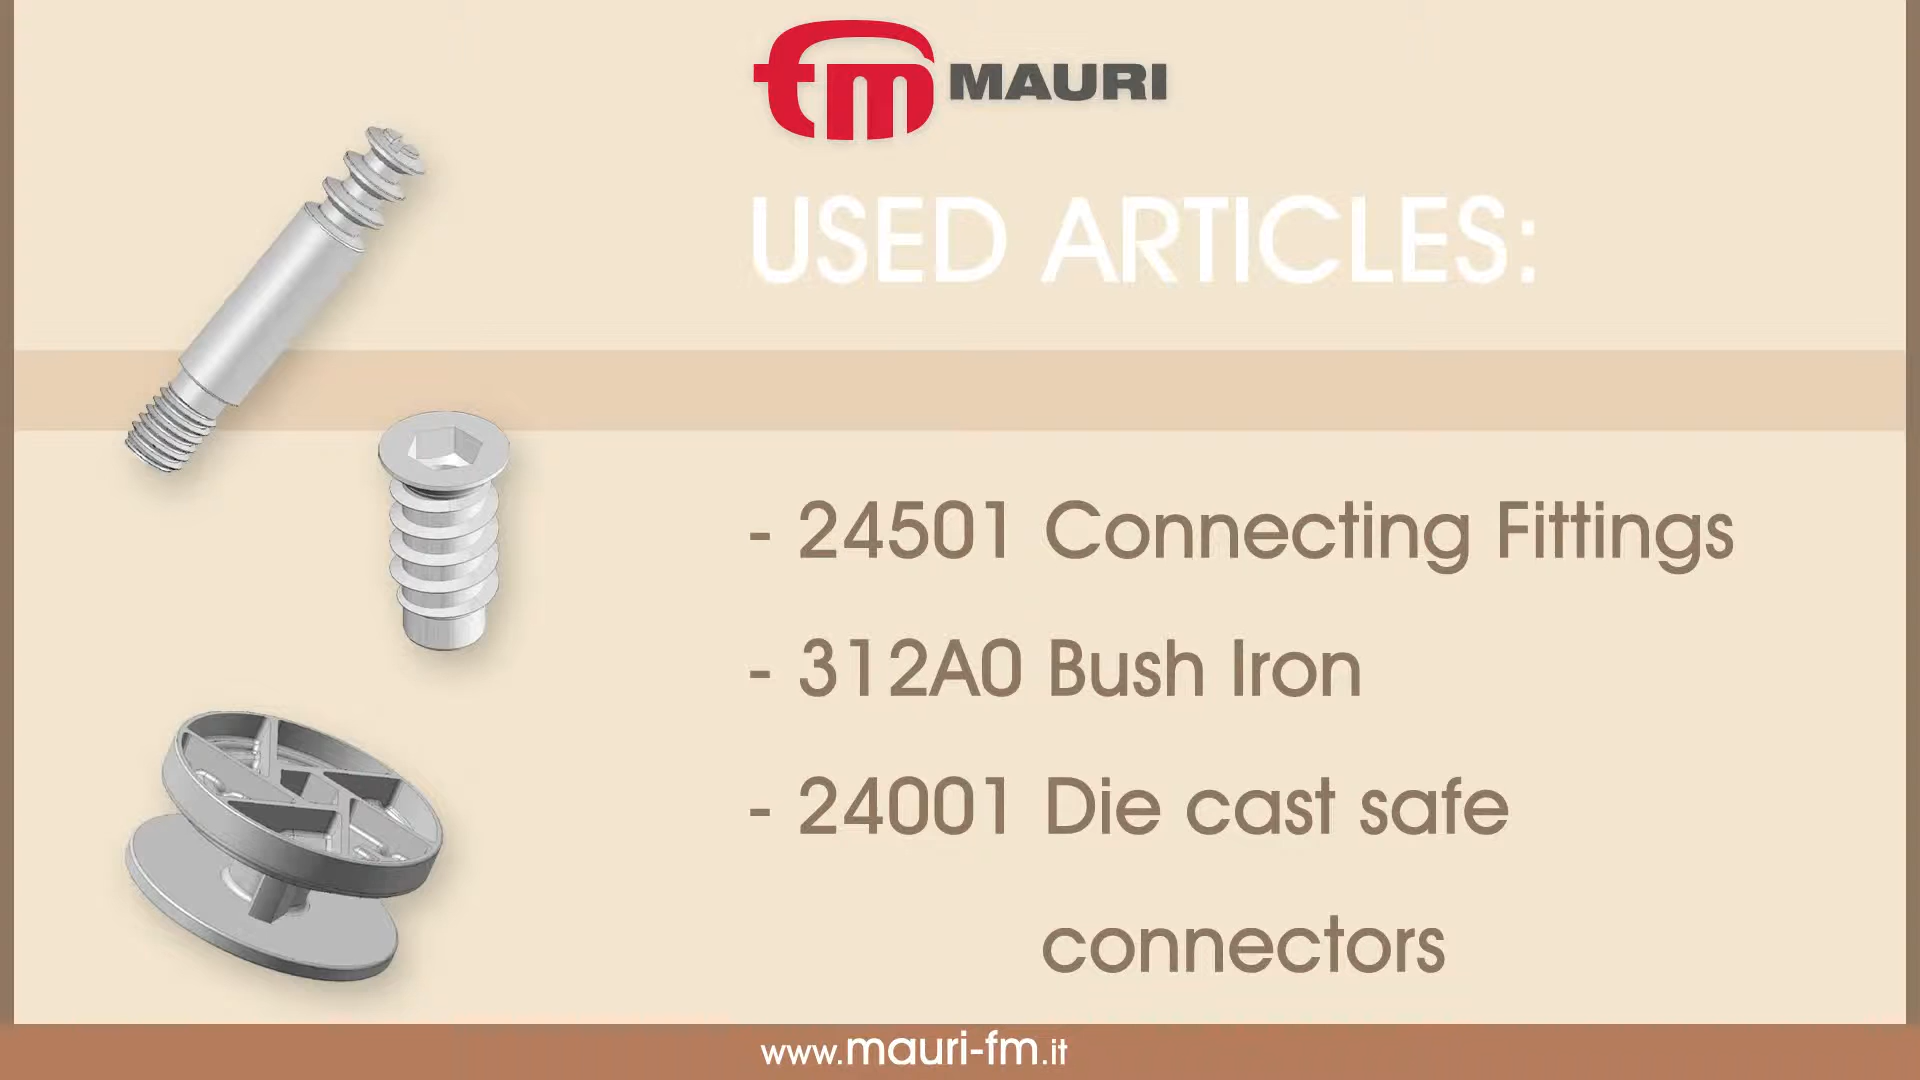 fm MAURI
USED ARTICLES:
- 24501 Connecting Fittings
- 312A0 Bush Iron
- 24001 Die cast safe
connectors
www.mauri-fm.it